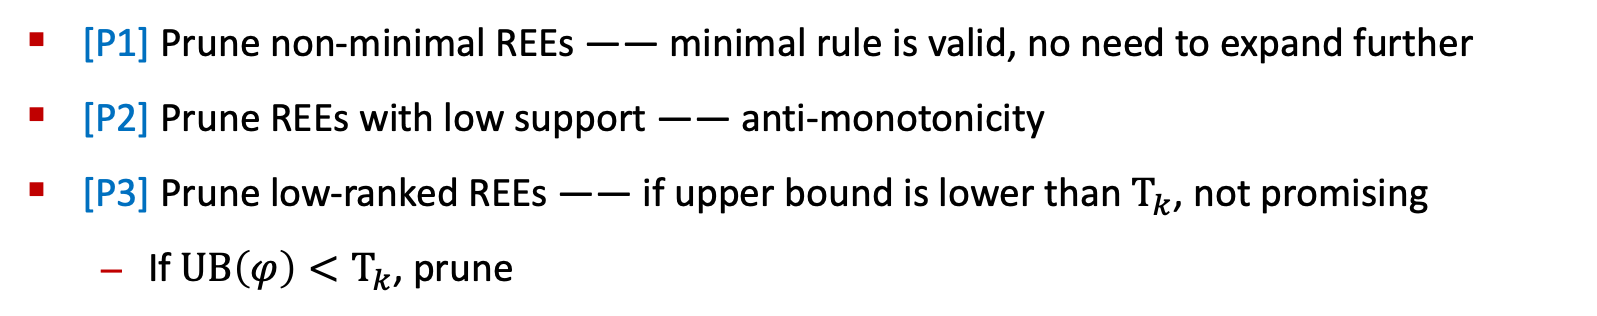 ▪ [P1] Prune non-minimal REEs —— minimal rule is valid, no need to expand further
▪ [P2] Prune REEs with low support —— anti-monotonicity
▪ [P3] Prune low-ranked REEs —— if upper bound is lower than T𝑘, not promising
– If UB(𝜑) < T𝑘, prune